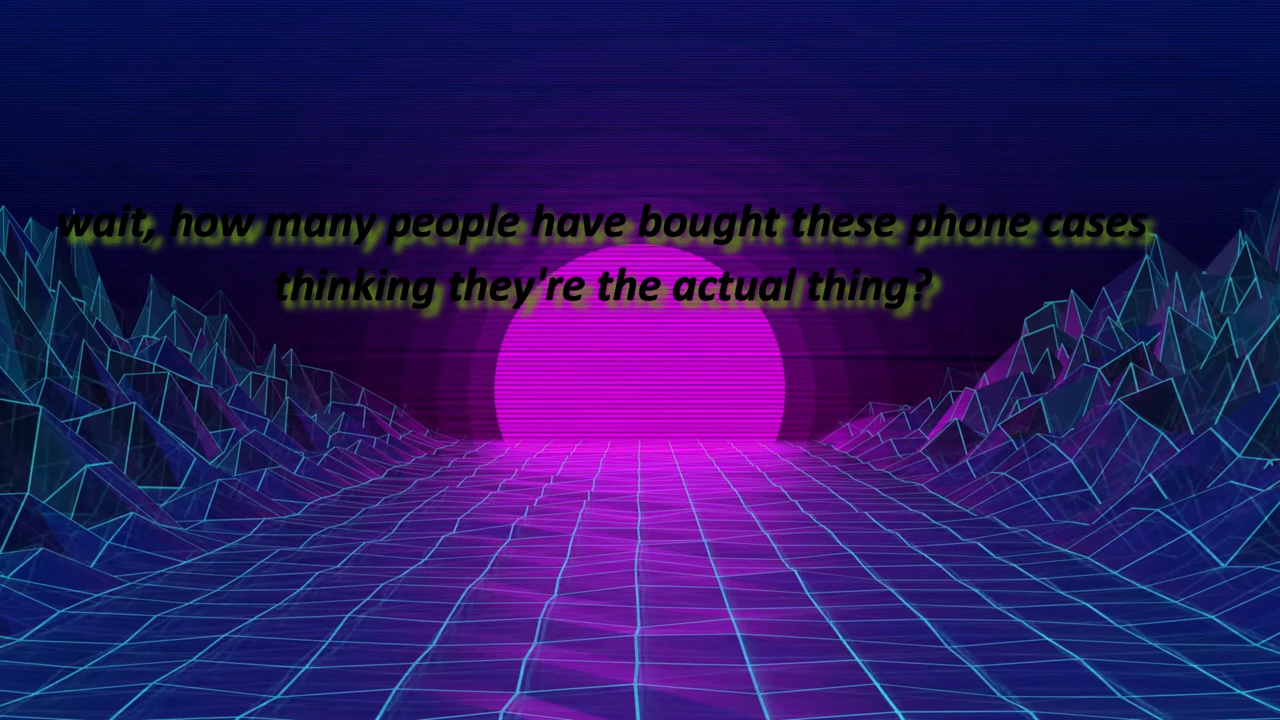 wait, how many people have bought these phone cases
thinking they're the actual thing?